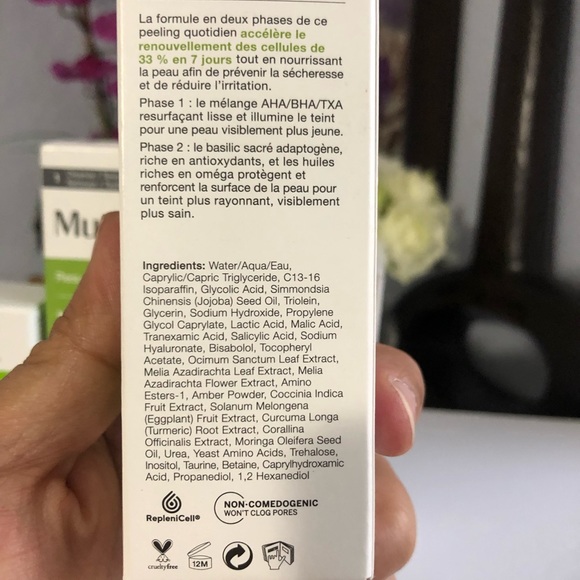 La formule en deux phases de ce
peeling quotidien accélère le
renouvellement des cellules de
33 % en 7 jours tout en nourrissant
la peau afin de prévenir la sécheresse
et de réduire l'irritation.
Phase 1 : le mélange AHA/BHA/TXA
resurfaçant lisse et illumine le teint
pour une peau visiblement plus jeune.
Phase 2 : le basilic sacré adaptogène,
riche en antioxydants, et les huiles
riches en oméga protègent et
renforcent la surface de la peau pour
un teint plus rayonnant, visiblement
plus sain.
Mu
Ingredients: Water/Aqua/Eau,
Caprylic/Capric Triglyceride, C13-16
Isoparaffin, Glycolic Acid, Simmondsia
Chinensis (Jojoba) Seed Oil, Triolein,
Glycerin, Sodium Hydroxide, Propylene
Glycol Caprylate, Lactic Acid, Malic Acid,
Tranexamic Acid, Salicylic Acid, Sodium
Hyaluronate, Bisabolol, Tocopheryl
Acetate, Ocimum Sanctum Leaf Extract,
Melia Azadirachta Leaf Extract, Melia
Azadirachta Flower Extract, Amino
Esters-1, Amber Powder, Coccinia Indica
Fruit Extract, Solanum Melongena
(Eggplant) Fruit Extract, Curcuma Longa
(Turmeric) Root Extract, Corallina
Officinalis Extract, Moringa Oleifera Seed
Oil, Urea, Yeast Amino Acids, Trehalose,
Inositol, Taurine, Betaine, Caprylhydroxamic
Acid, Propanediol, 1,2 Hexanediol
RepleniCell®
NON-COMEDOGENIC
WON'T CLOG PORES
crueltyfree
12M